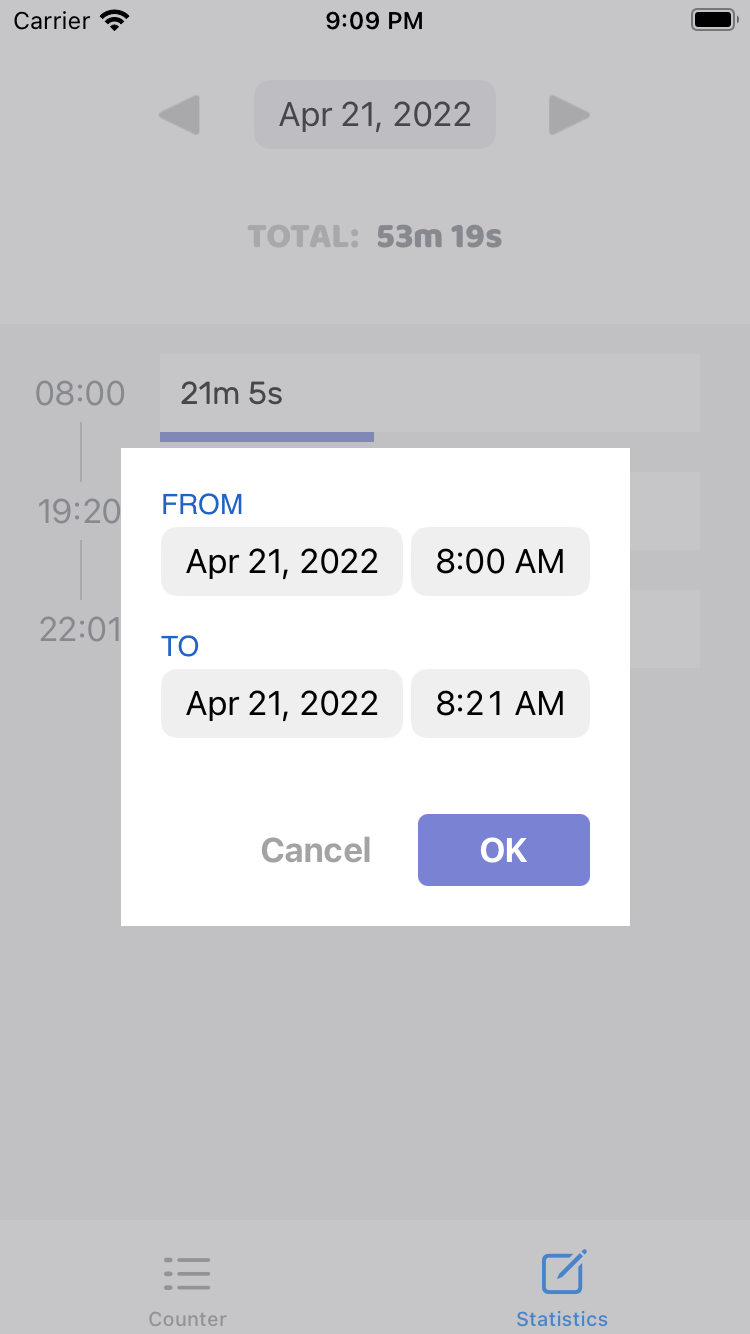 Carrier 9:09 PM
Apr 21, 2022
TOTAL: 53m 19s
08:00 21m 5s
19:20
22:01
FROM
Apr 21, 2022 8:00 AM
TO
Apr 21, 2022 8:21 AM
Cancel OK
Counter Statistics